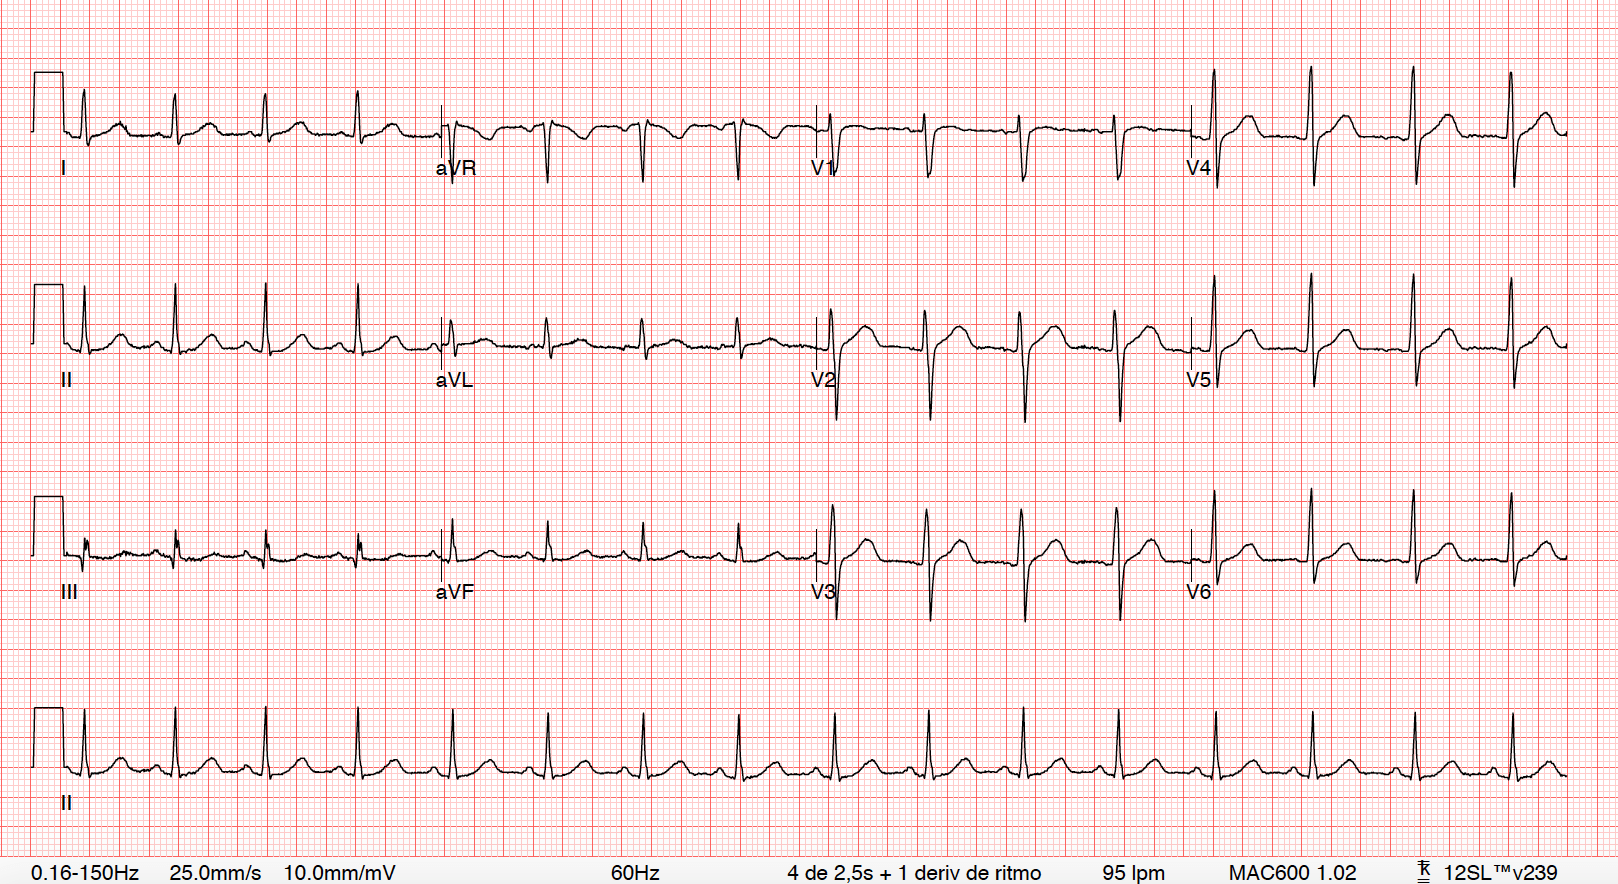 I aVR V1 V4
II aVL V2 V5
III aVF V3 V6
II
0.16-150Hz 25.0mm/s 10.0mm/mV 60Hz 4 de 2,5s + 1 deriv de ritmo 95 lpm MAC600 1.02 12SL™v239